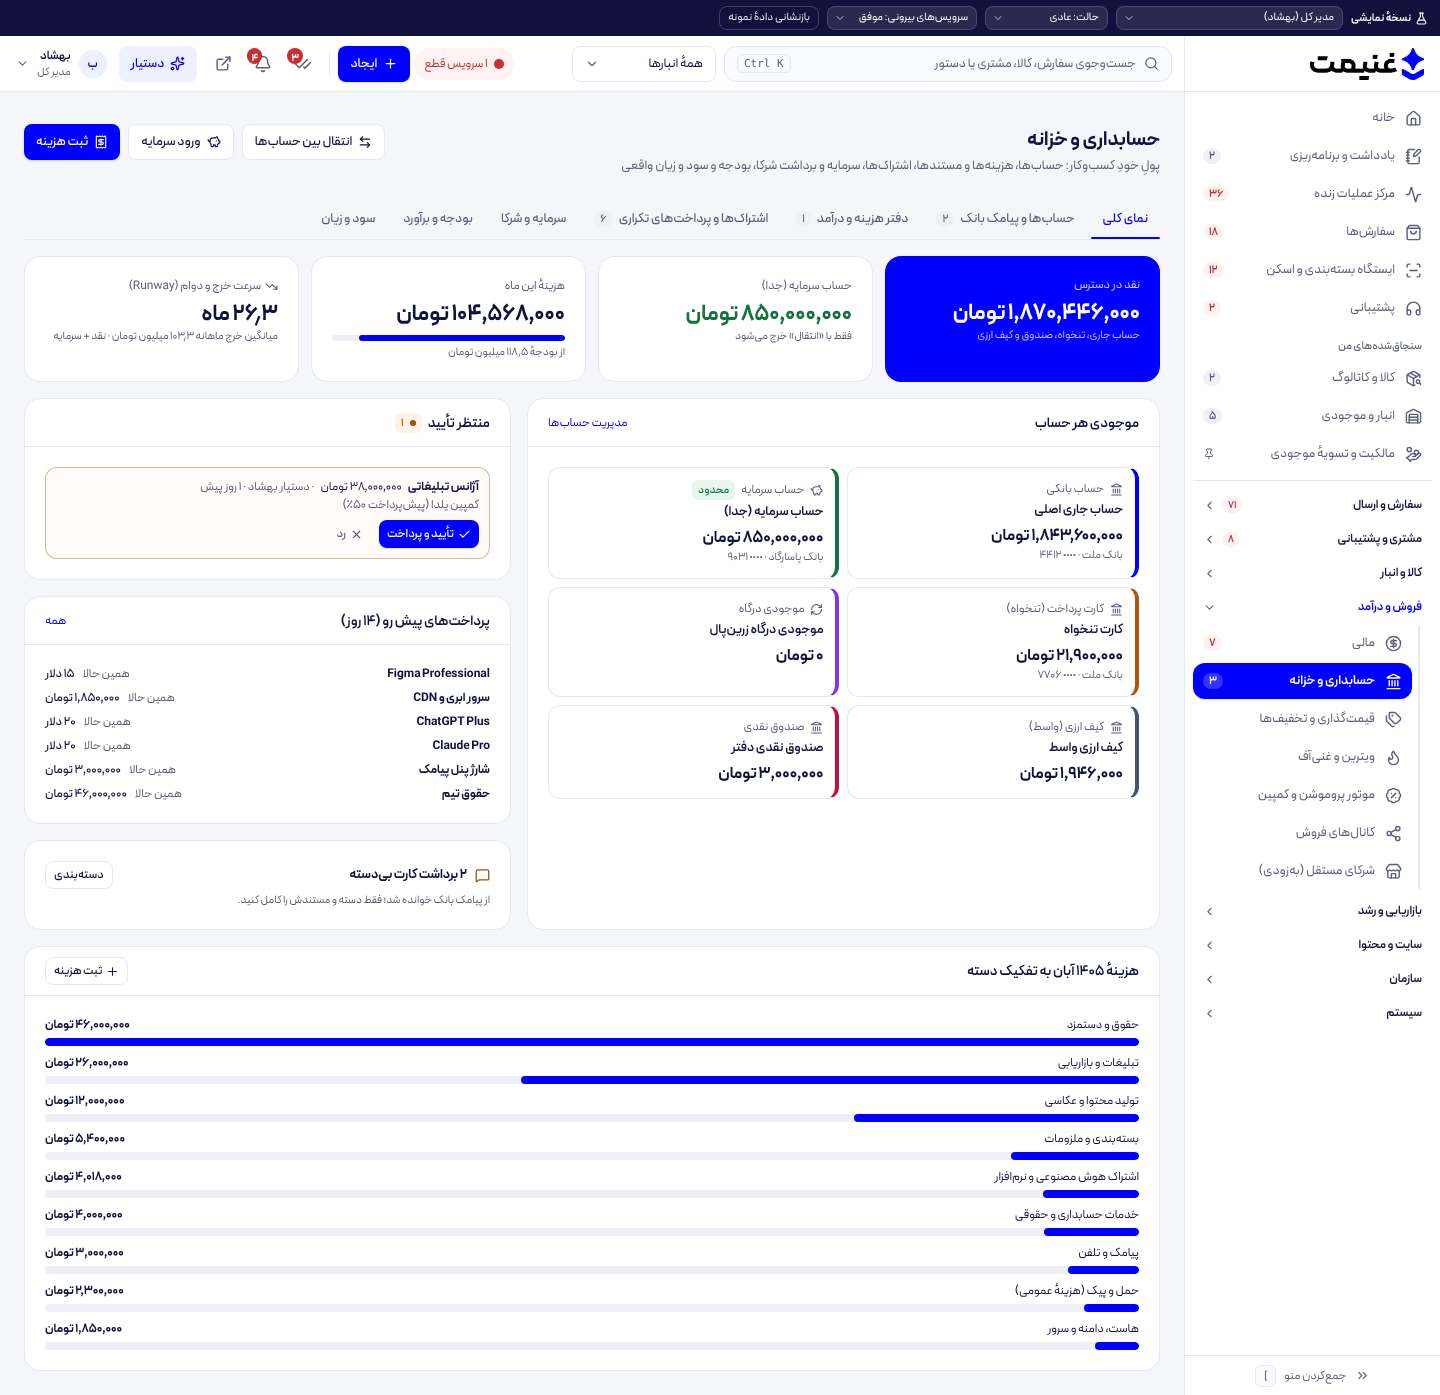 نسخهٔ نمایشی
مدیر کل (بهشاد)
حالت: عادی
سرویس‌های بیرونی: موفق
بازنشانی دادهٔ نمونه
غنیمت
جست‌وجوی سفارش، کالا، مشتری یا دستور
Ctrl K
همهٔ انبارها
۱ سرویس قطع
ایجاد
۳
۴
دستیار
ب
بهشاد
مدیر کل
خانه
یادداشت و برنامه‌ریزی ۲
مرکز عملیات زنده ۳۶
سفارش‌ها ۱۸
ایستگاه بسته‌بندی و اسکن ۱۲
پشتیبانی ۲
سنجاق‌شده‌های من
کالا و کاتالوگ ۲
انبار و موجودی ۵
مالکیت و تسویهٔ موجودی
سفارش و ارسال ۷۱
مشتری و پشتیبانی ۸
کالا و انبار
فروش و درآمد
مالی ۷
حسابداری و خزانه ۳
قیمت‌گذاری و تخفیف‌ها
ویترین و غنی‌آف
موتور پروموشن و کمپین
کانال‌های فروش
شرکای مستقل (به‌زودی)
بازاریابی و رشد
سایت و محتوا
سازمان
سیستم
جمع‌کردن منو [
حسابداری و خزانه
پولِ خودِ کسب‌وکار: حساب‌ها، هزینه‌ها و مستندها، اشتراک‌ها، سرمایه و برداشت شرکا، بودجه و سود و زیان واقعی
انتقال بین حساب‌ها
ورود سرمایه
ثبت هزینه
نمای کلی
حساب‌ها و پیامک بانک ۲
دفتر هزینه و درآمد ۱
اشتراک‌ها و پرداخت‌های تکراری ۶
سرمایه و شرکا
بودجه و برآورد
سود و زیان
نقد در دسترس
۱,۸۷۰,۴۴۶,۰۰۰ تومان
حساب جاری، تنخواه، صندوق و کیف ارزی
حساب سرمایه (جدا)
۸۵۰,۰۰۰,۰۰۰ تومان
فقط با «انتقال» خرج می‌شود
هزینهٔ این ماه
۱۰۴,۵۶۸,۰۰۰ تومان
از بودجهٔ ۱۱۸٫۵ میلیون تومان
سرعت خرج و دوام (Runway)
۲۶٫۳ ماه
میانگین خرج ماهانه ۱۰۳٫۳ میلیون تومان · نقد + سرمایه
موجودی هر حساب
مدیریت حساب‌ها
حساب بانکی
حساب جاری اصلی
۱,۸۴۳,۶۰۰,۰۰۰ تومان
بانک ملت · •••• ۴۴۱۲
حساب سرمایه محدود
حساب سرمایه (جدا)
۸۵۰,۰۰۰,۰۰۰ تومان
بانک پاسارگاد · •••• ۹۰۳۱
کارت پرداخت (تنخواه)
کارت تنخواه
۲۱,۹۰۰,۰۰۰ تومان
بانک ملت · •••• ۷۷۰۶
موجودی درگاه
موجودی درگاه زرین‌پال
۰ تومان
کیف ارزی (واسط)
کیف ارزی واسط
۱,۹۴۶,۰۰۰ تومان
صندوق نقدی
صندوق نقدی دفتر
۳,۰۰۰,۰۰۰ تومان
منتظر تأیید ۱
آژانس تبلیغاتی ۳۸,۰۰۰,۰۰۰ تومان · دستیار بهشاد · ۱ روز پیش
کمپین یلدا (پیش‌پرداخت ۵۰٪)
تأیید و پرداخت
رد
پرداخت‌های پیش رو (۱۴ روز)
همه
Figma Professional همین حالا ۱۵ دلار
سرور ابری و CDN همین حالا ۱,۸۵۰,۰۰۰ تومان
ChatGPT Plus همین حالا ۲۰ دلار
Claude Pro همین حالا ۲۰ دلار
شارژ پنل پیامک همین حالا ۳,۰۰۰,۰۰۰ تومان
حقوق تیم همین حالا ۴۶,۰۰۰,۰۰۰ تومان
۲ برداشت کارت بی‌دسته
دسته‌بندی
از پیامک بانک خوانده شد؛ فقط دسته و مستندش را کامل کنید.
هزینهٔ ۱۴۰۵ آبان به تفکیک دسته
ثبت هزینه
حقوق و دستمزد ۴۶,۰۰۰,۰۰۰ تومان
تبلیغات و بازاریابی ۲۶,۰۰۰,۰۰۰ تومان
تولید محتوا و عکاسی ۱۲,۰۰۰,۰۰۰ تومان
بسته‌بندی و ملزومات ۵,۴۰۰,۰۰۰ تومان
اشتراک هوش مصنوعی و نرم‌افزار ۴,۰۱۸,۰۰۰ تومان
خدمات حسابداری و حقوقی ۴,۰۰۰,۰۰۰ تومان
پیامک و تلفن ۳,۰۰۰,۰۰۰ تومان
حمل و پیک (هزینهٔ عمومی) ۲,۳۰۰,۰۰۰ تومان
هاست، دامنه و سرور ۱,۸۵۰,۰۰۰ تومان